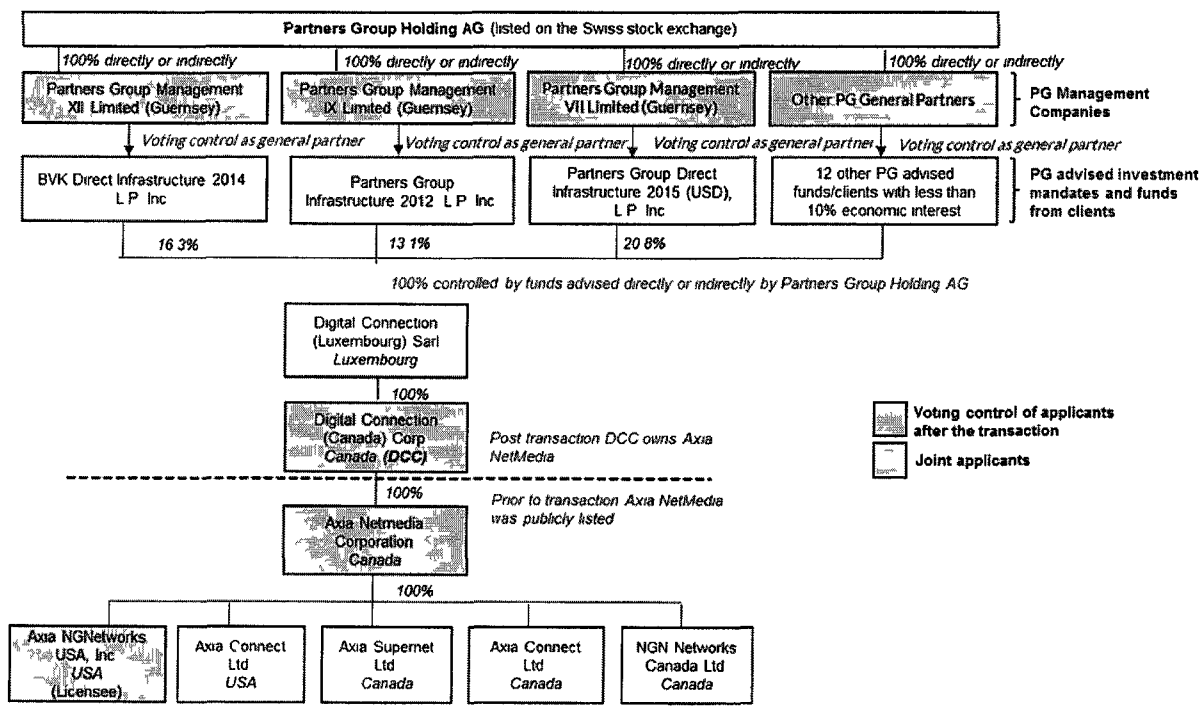 Partners Group Holding AG (listed on the Swiss stock exchange)
100% directly or indirectly
100% directly or indirectly
100% directly or indirectly
100% directly or indirectly
Partners Group Management
XII Limited (Guernsey)
Partners Group Management
IX Limited (Guernsey)
Partners Group Management
VII Limited (Guernsey)
Other PG General Partners
PG Management
Companies
Voting control as general partner
Voting control as general partner
Voting control as general partner
Voting control as general partner
BVK Direct Infrastructure 2014
L P Inc
Partners Group
Infrastructure 2012 L P Inc
Partners Group Direct
Infrastructure 2015 (USD),
L P Inc
12 other PG advised
funds/clients with less than
10% economic interest
PG advised investment
mandates and funds
from clients
16 3%
13 1%
20 8%
100% controlled by funds advised directly or indirectly by Partners Group Holding AG
Digital Connection
(Luxembourg) Sarl
Luxembourg
100%
Digital Connection
(Canada) Corp
Canada (DCC)
Post transaction DCC owns Axia
NetMedia
Voting control of applicants
after the transaction
Joint applicants
100%
Prior to transaction Axia NetMedia
was publicly listed
Axia Netmedia
Corporation
Canada
100%
Axia NGNetworks
USA, Inc
USA
(Licensee)
Axia Connect
Ltd
USA
Axia Supernet
Ltd
Canada
Axia Connect
Ltd
Canada
NGN Networks
Canada Ltd
Canada